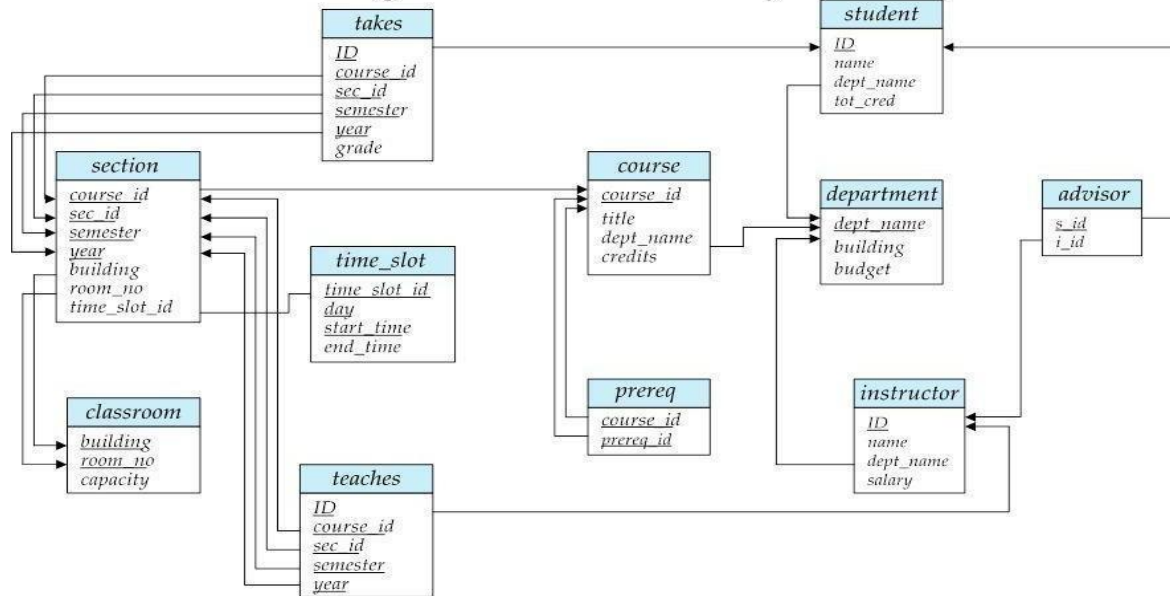 takes
ID
course_id
sec_id
semester
year
grade
student
ID
name
dept_name
tot_cred
section
course_id
sec_id
semester
year
building
room_no
time_slot_id
course
course_id
title
dept_name
credits
department
dept_name
building
budget
advisor
s_id
i_id
time_slot
time_slot_id
day
start_time
end_time
classroom
building
room_no
capacity
prereq
course_id
prereq_id
instructor
ID
name
dept_name
salary
teaches
ID
course_id
sec_id
semester
year